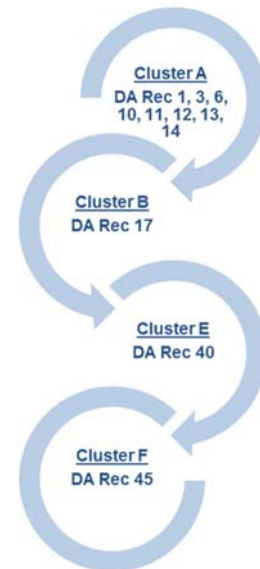 Cluster A
DA Rec 1, 3, 6,
10, 11, 12, 13,
14
Cluster B
DA Rec 17
Cluster E
DA Rec 40
Cluster F
DA Rec 45